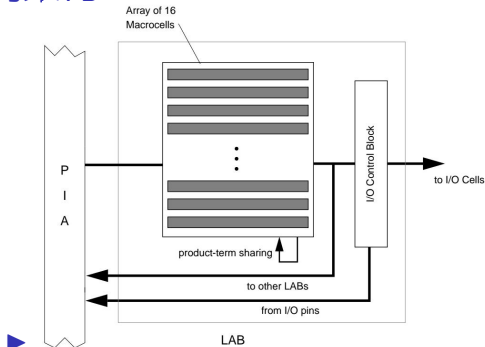 Array of 16
Macrocells
P
I
A
I/O Control Block
to I/O Cells
product-term sharing
to other LABs
from I/O pins
LAB